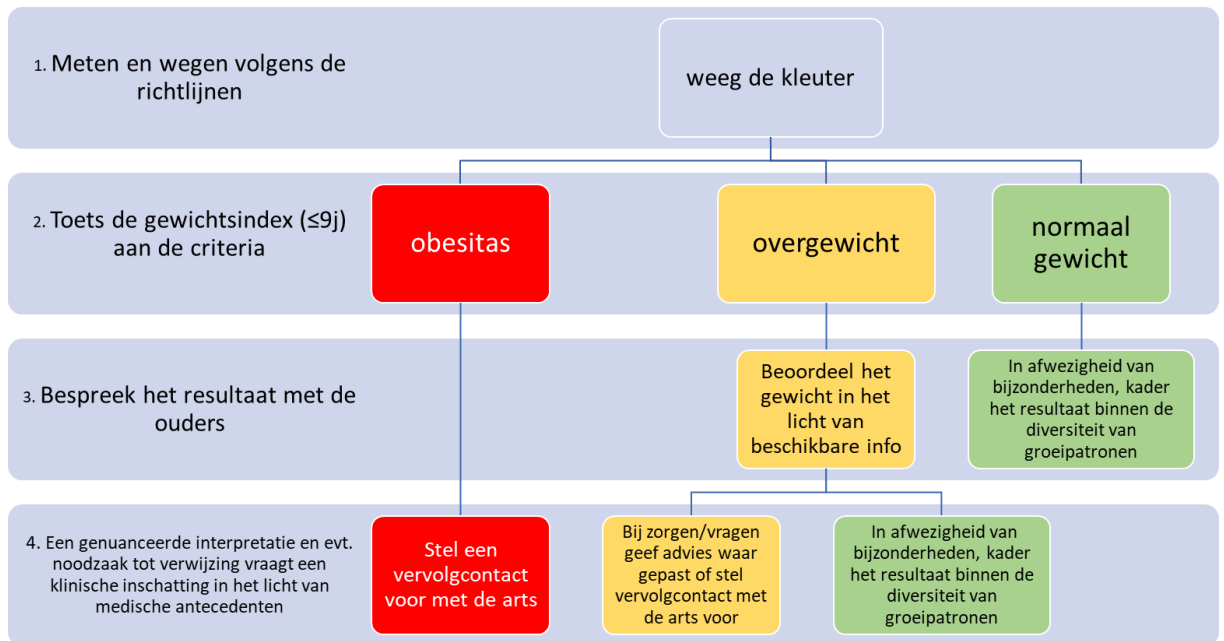 1. Meten en wegen volgens de
richtlijnen
weeg de kleuter
2. Toets de gewichtsindex (≤9j)
aan de criteria
obesitas
overgewicht
normaal
gewicht
3. Bespreek het resultaat met de
ouders
Beoordeel het
gewicht in het
licht van
beschikbare info
In afwezigheid van
bijzonderheden, kader
het resultaat binnen de
diversiteit van
groeipatronen
4. Een genuanceerde interpretatie en evt.
noodzaak tot verwijzing vraagt een
klinische inschatting in het licht van
medische antecedenten
Stel een
vervolgcontact
voor met de arts
Bij zorgen/vragen
geef advies waar
gepast of stel
vervolgcontact met
de arts voor
In afwezigheid van
bijzonderheden, kader
het resultaat binnen de
diversiteit van
groeipatronen